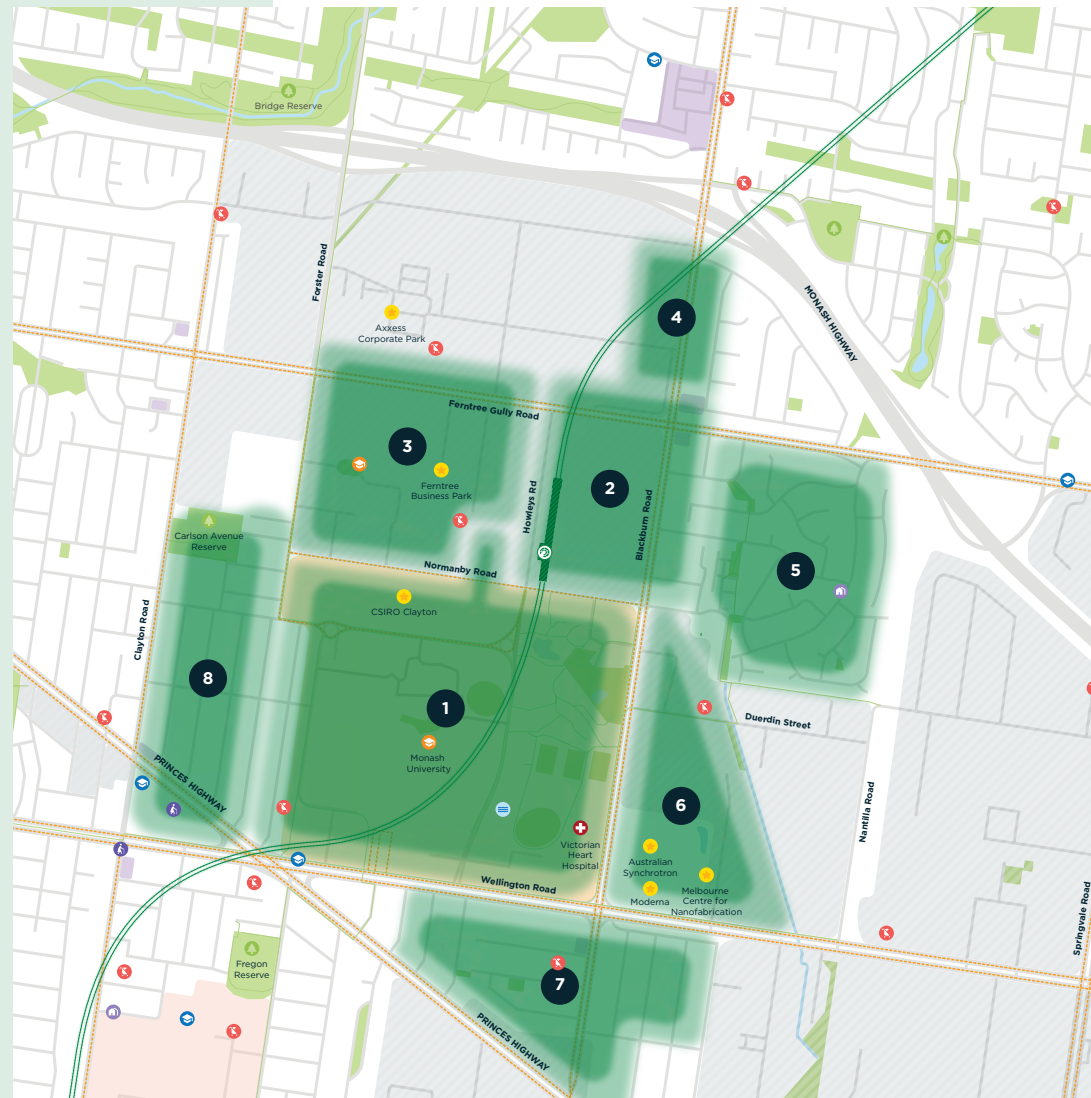 Bridge Reserve
Forster Road
MONASH HIGHWAY
4
Axxess
Corporate Park
Ferntree Gully Road
3
Ferntree
Business Park
Howleys Rd
2
Blackburn Road
Carlson Avenue
Reserve
Normanby Road
5
CSIRO Clayton
Clayton Road
8
1
Monash
University
Duerdin Street
PRINCES HIGHWAY
6
Nantilla Road
Victorian
Heart
Hospital
Australian
Synchrotron
Moderna
Melbourne
Centre for
Nanofabrication
Wellington Road
Springvale Road
Fregon
Reserve
7
PRINCES HIGHWAY